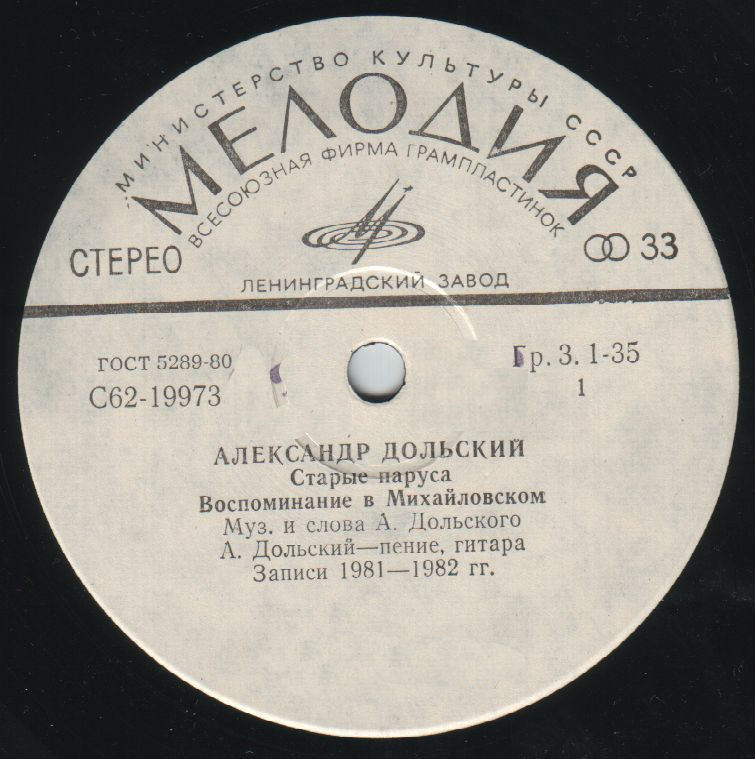 МИНИСТЕРСТВО КУЛЬТУРЫ СССР
МЕЛОДИЯ
ВСЕСОЮЗНАЯ ФИРМА ГРАМПЛАСТИНОК
СТЕРЕО
33
ЛЕНИНГРАДСКИЙ ЗАВОД
ГОСТ 5289-80
Гр. 3. 1-35
С62-19973
1
АЛЕКСАНДР ДОЛЬСКИЙ
Старые паруса
Воспоминание в Михайловском
Муз. и слова А. Дольского
А. Дольский—пение, гитара
Записи 1981—1982 гг.